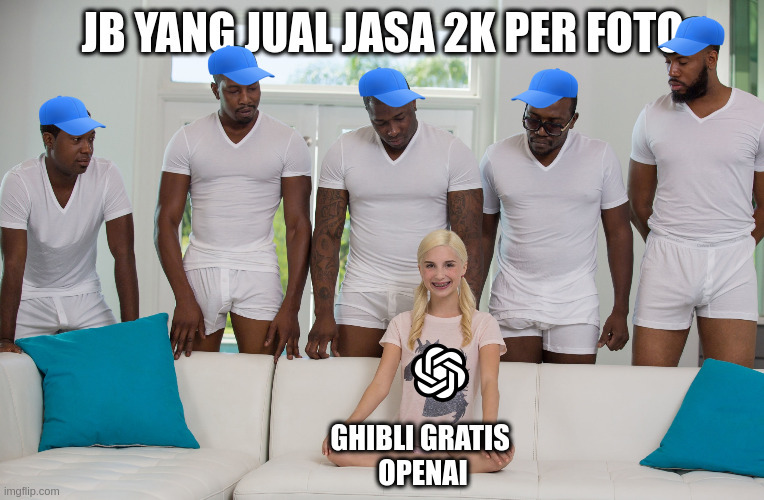 JB YANG JUAL JASA 2K PER FOTO
GHIBLI GRATIS
OPENAI
imgflip.com